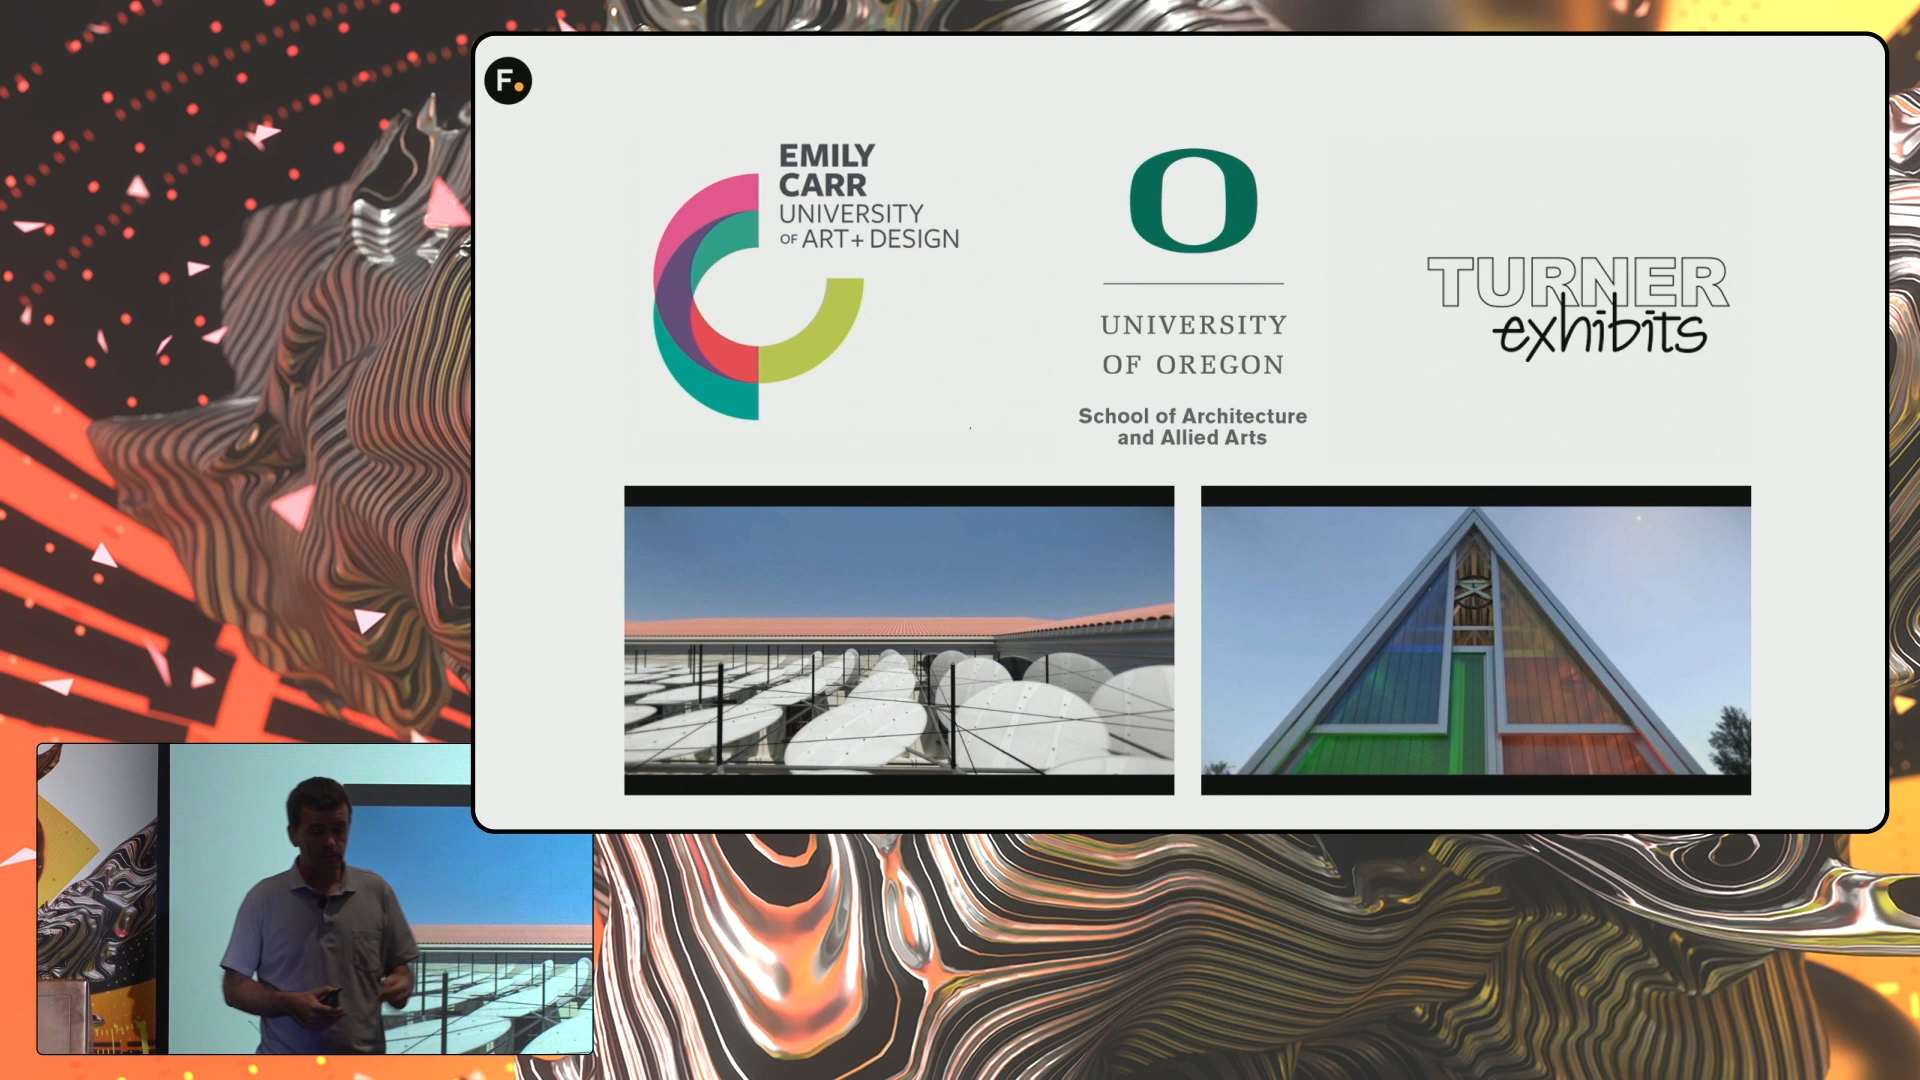 F.
EMILY
CARR
UNIVERSITY
OF ART + DESIGN
O
UNIVERSITY
OF OREGON
School of Architecture
and Allied Arts
TURNER
exhibits